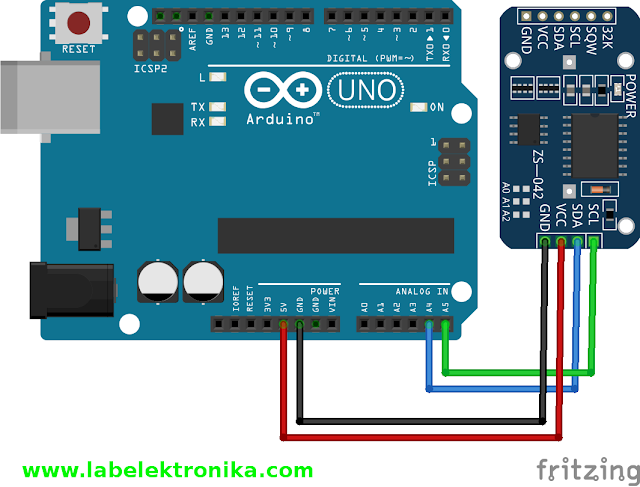 RESET
ICSP2
AREF
GND
13
12
~11
~10
~9
8
7
~6
~5
4
~3
2
TX0▶1
RX0◀0
DIGITAL (PWM=~)
L
TX
RX
Arduino™
UNO
ON
1
ICSP
IOREF
RESET
3V3
5V
GND
GND
VIN
POWER
ANALOG IN
A0
A1
A2
A3
A4
A5
GND
VCC
SDA
SCL
SQW
32K
POWER
ZS-042
A0 A1 A2
GND
VCC
SDA
SCL
www.labelektronika.com
fritzing